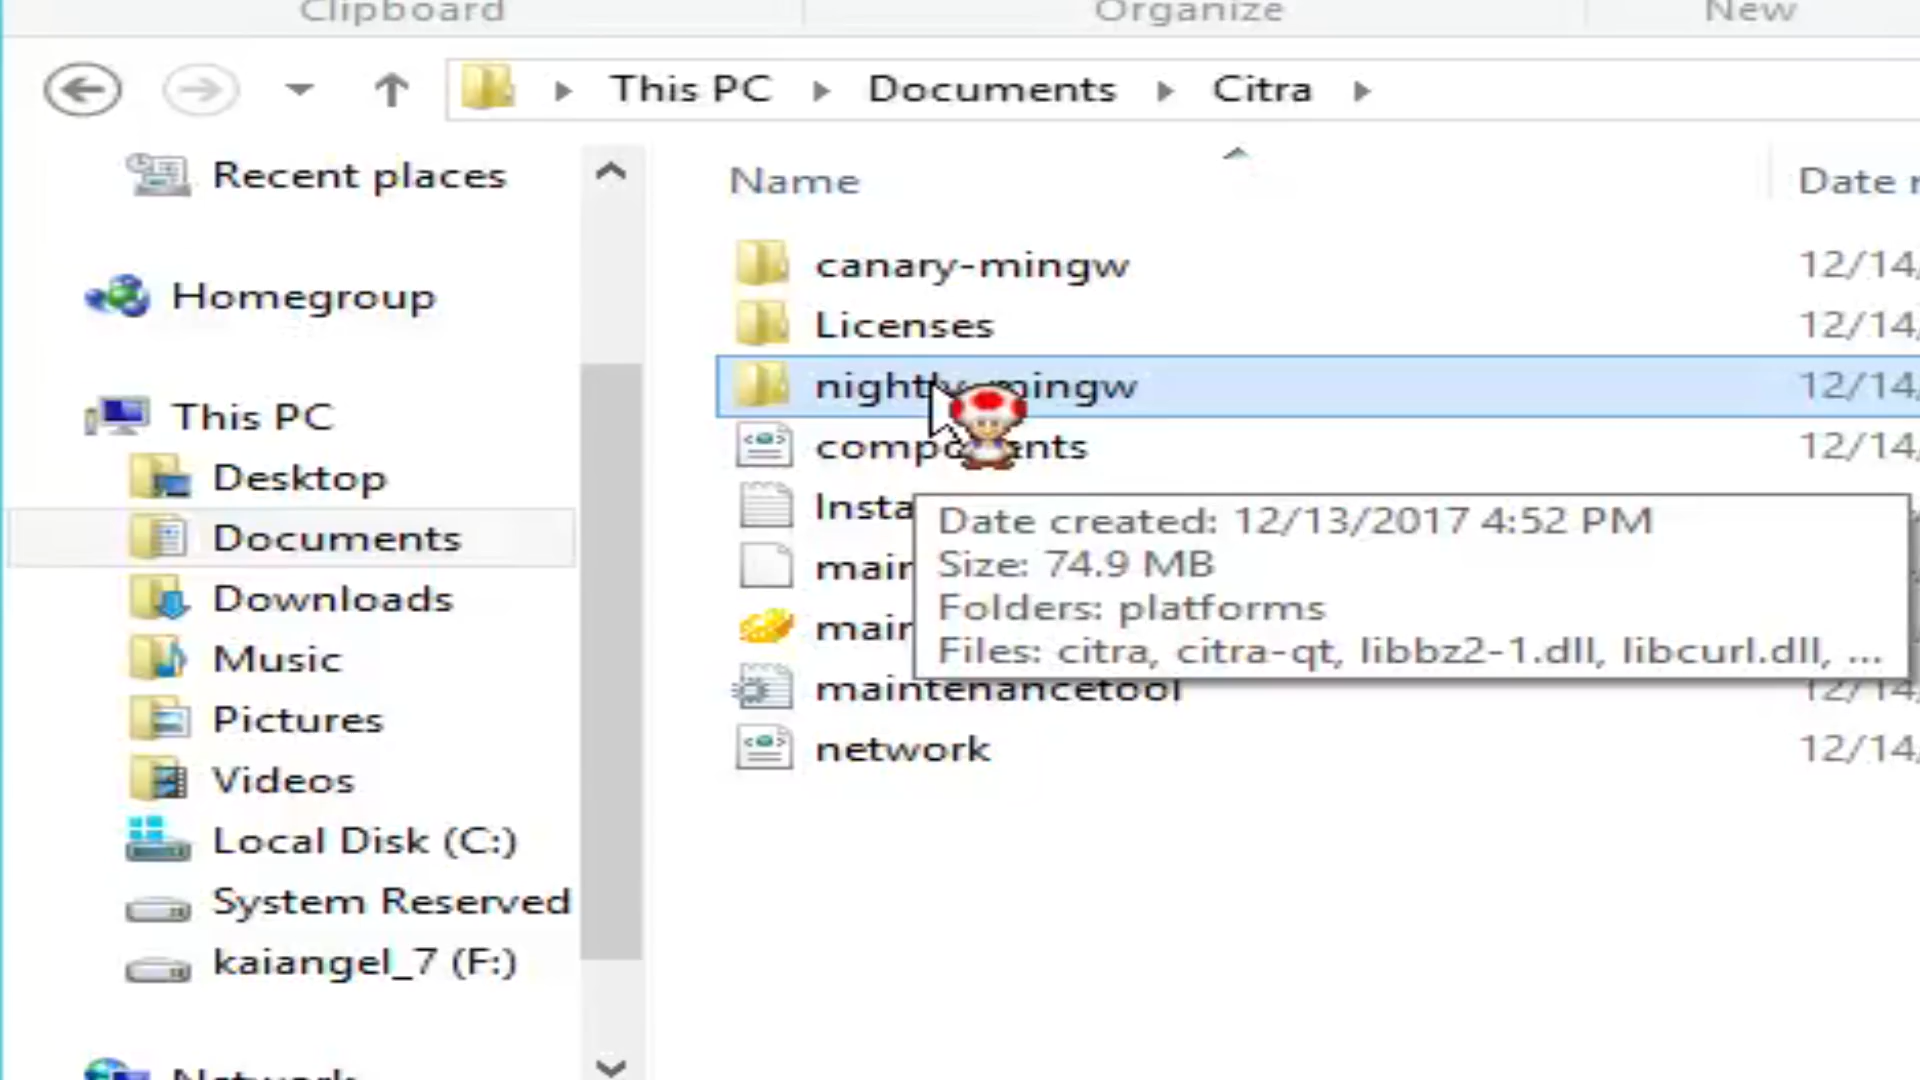 Clipboard
Organize
New
This PC
Documents
Citra
Recent places
Homegroup
This PC
Desktop
Documents
Downloads
Music
Pictures
Videos
Local Disk (C:)
System Reserved
kaiangel_7 (F:)
Network
Name
Date
canary-mingw
12/14
Licenses
12/14
nightly-mingw
12/14
components
12/14
Insta
main
main
maintenancetool
12/14
network
12/14
Date created: 12/13/2017 4:52 PM
Size: 74.9 MB
Folders: platforms
Files: citra, citra-qt, libbz2-1.dll, libcurl.dll, ...